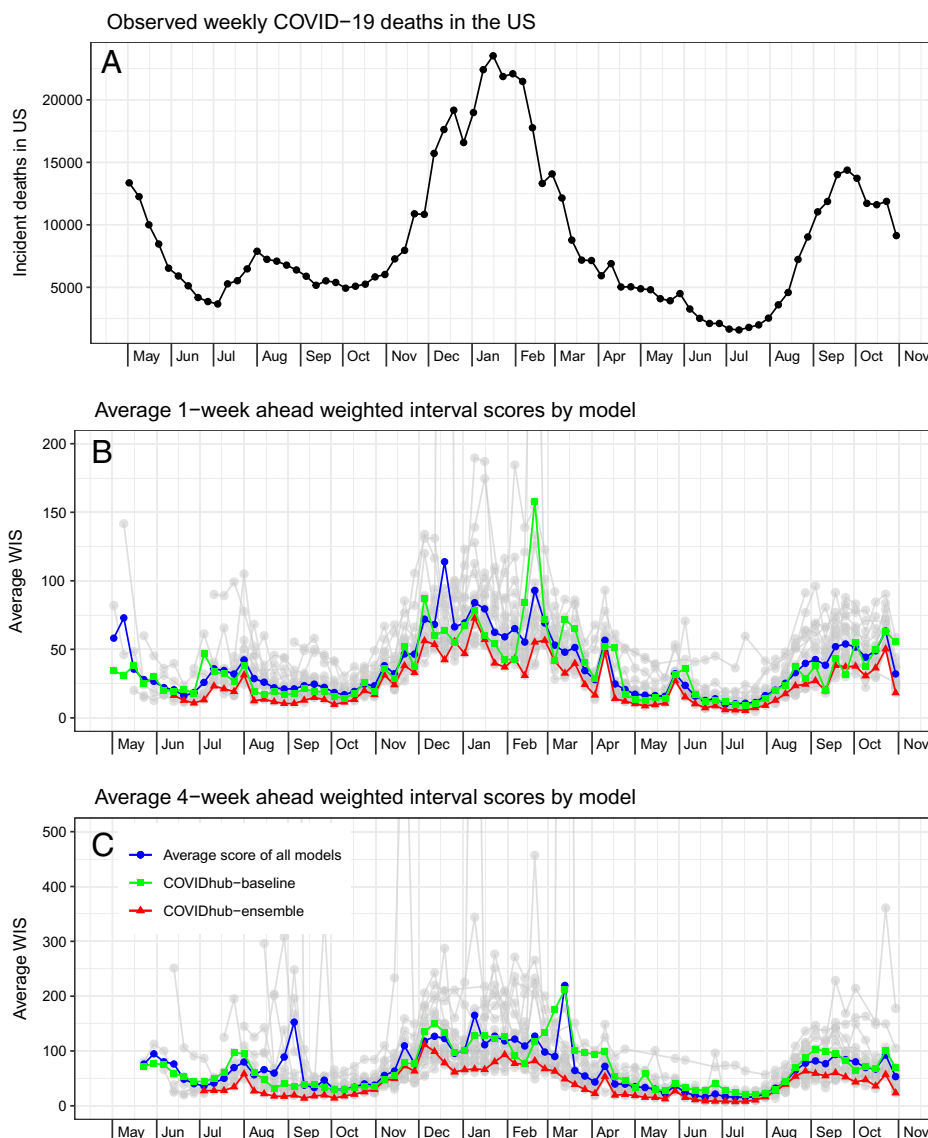 Observed weekly COVID−19 deaths in the US
A
Incident deaths in US
20000
15000
10000
5000
May Jun Jul Aug Sep Oct Nov Dec Jan Feb Mar Apr May Jun Jul Aug Sep Oct Nov
Average 1−week ahead weighted interval scores by model
B
Average WIS
200
150
100
50
0
May Jun Jul Aug Sep Oct Nov Dec Jan Feb Mar Apr May Jun Jul Aug Sep Oct Nov
Average 4−week ahead weighted interval scores by model
C
Average WIS
500
400
300
200
100
0
Average score of all models
COVIDhub−baseline
COVIDhub−ensemble
May Jun Jul Aug Sep Oct Nov Dec Jan Feb Mar Apr May Jun Jul Aug Sep Oct Nov